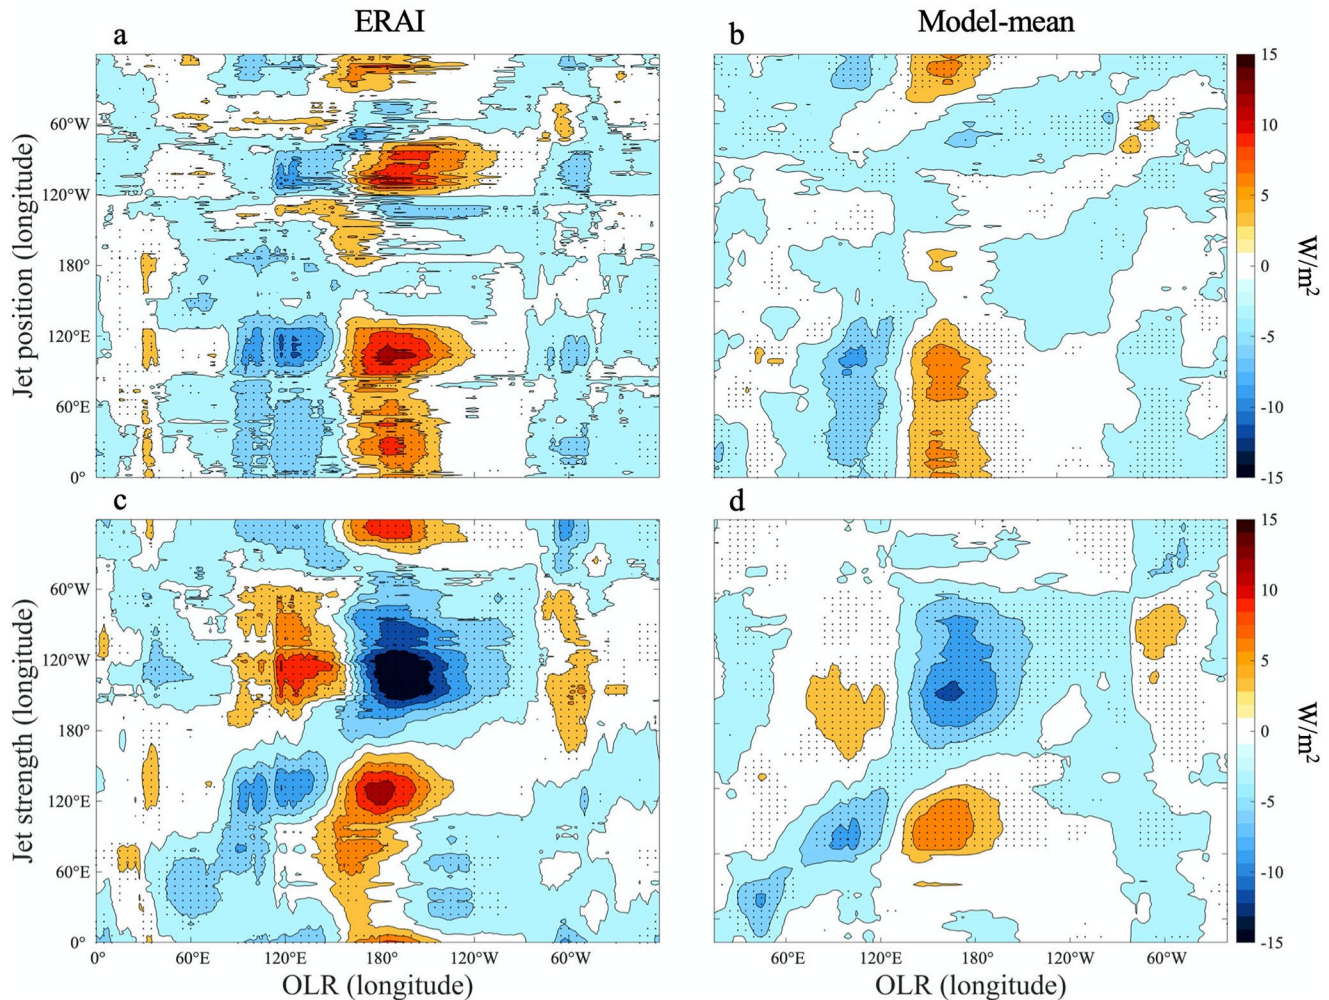 ERAI
Model-mean
a
b
Jet position (longitude)
60°W
120°W
180°
120°E
60°E
0°
15
10
5
0
-5
-10
-15
W/m2
c
d
Jet strength (longitude)
60°W
120°W
180°
120°E
60°E
0°
15
10
5
0
-5
-10
-15
W/m2
0° 60°E 120°E 180° 120°W 60°W
60°E 120°E 180° 120°W 60°W
OLR (longitude)
OLR (longitude)